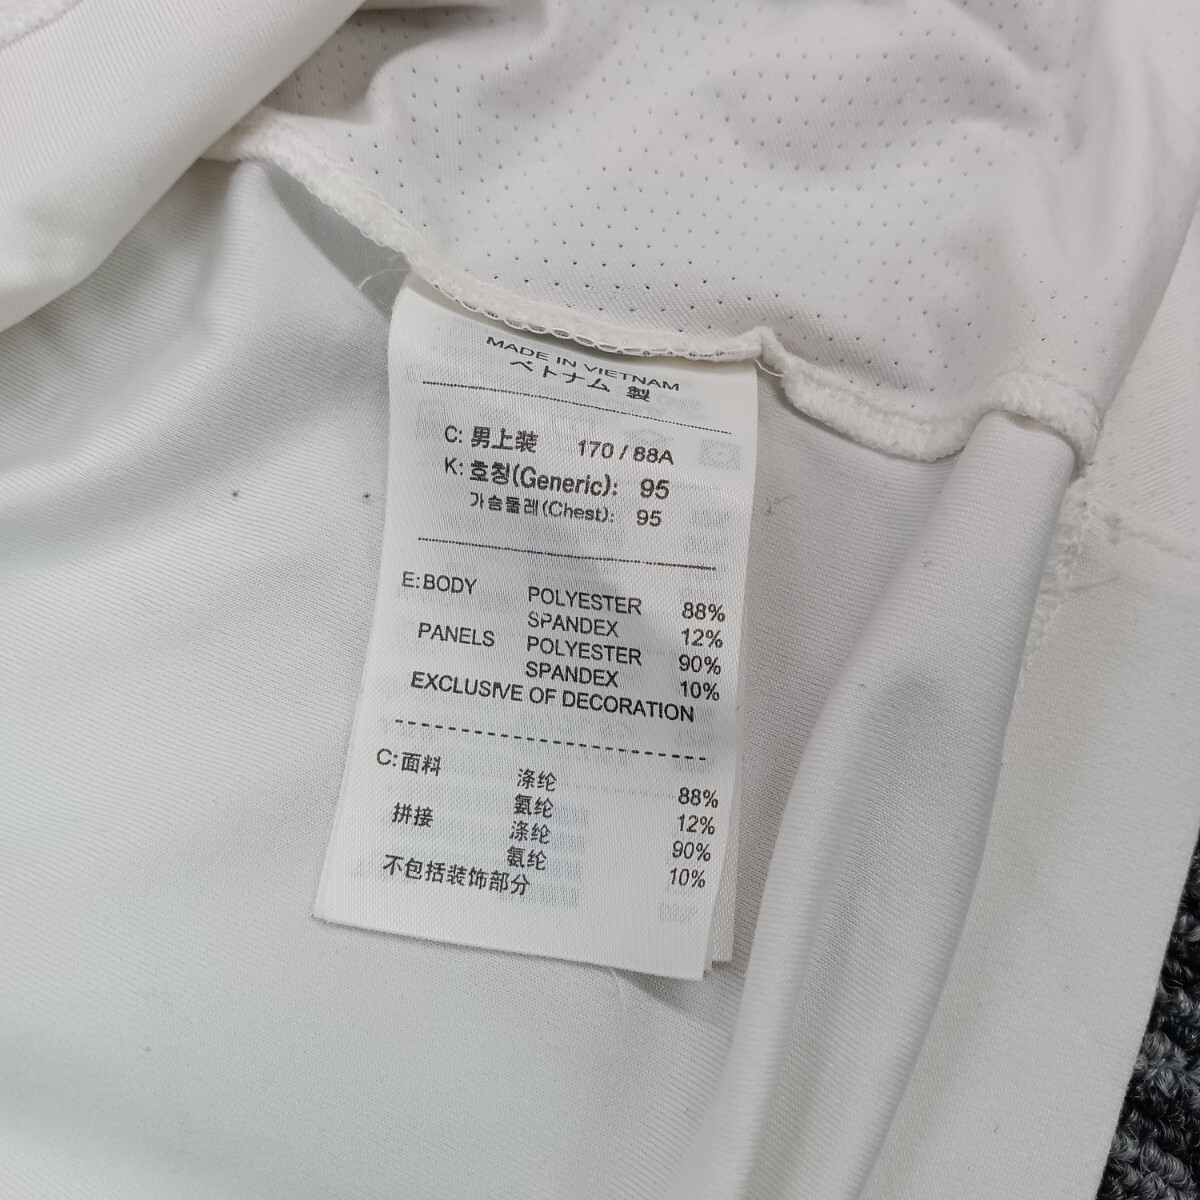 MADE IN VIETNAM
ベトナム 製
C: 男上装 170 / 88A
K: 호칭(Generic): 95
가슴둘레(Chest): 95
E: BODY POLYESTER 88%
SPANDEX 12%
PANELS POLYESTER 90%
SPANDEX 10%
EXCLUSIVE OF DECORATION
C: 面料 涤纶 88%
氨纶 12%
拼接 涤纶 90%
氨纶 10%
不包括装饰部分